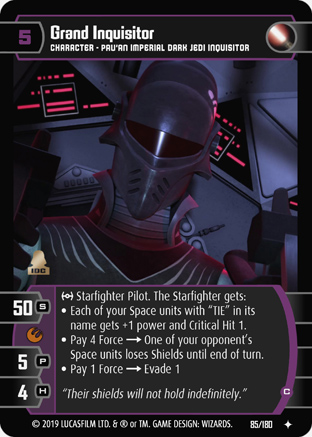 5
Grand Inquisitor
CHARACTER - PAU'AN IMPERIAL DARK JEDI INQUISITOR
IDC
50 S
5 P
4 H
Starfighter Pilot. The Starfighter gets:
• Each of your Space units with "TIE" in its
name gets +1 power and Critical Hit 1.
• Pay 4 Force → One of your opponent's
Space units loses Shields until end of turn.
• Pay 1 Force → Evade 1
"Their shields will not hold indefinitely."
C
© 2019 LUCASFILM LTD. & ® or TM. GAME DESIGN: WIZARDS.
85/180